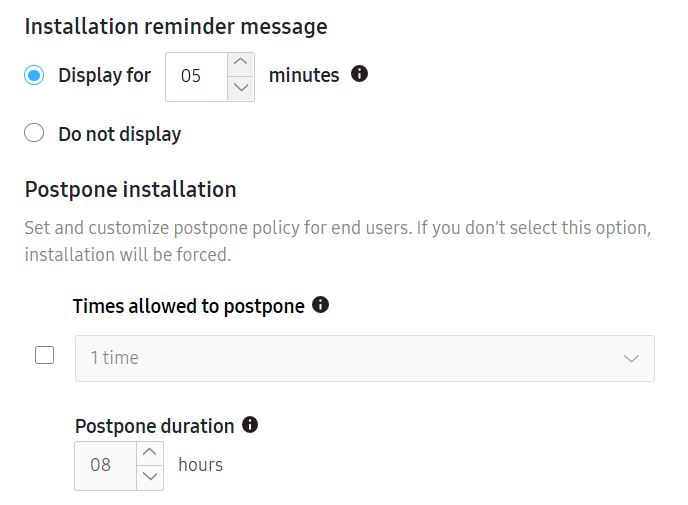 Installation reminder message
Display for 05 minutes
Do not display
Postpone installation
Set and customize postpone policy for end users. If you don't select this option,
installation will be forced.
Times allowed to postpone
1 time
Postpone duration
08 hours